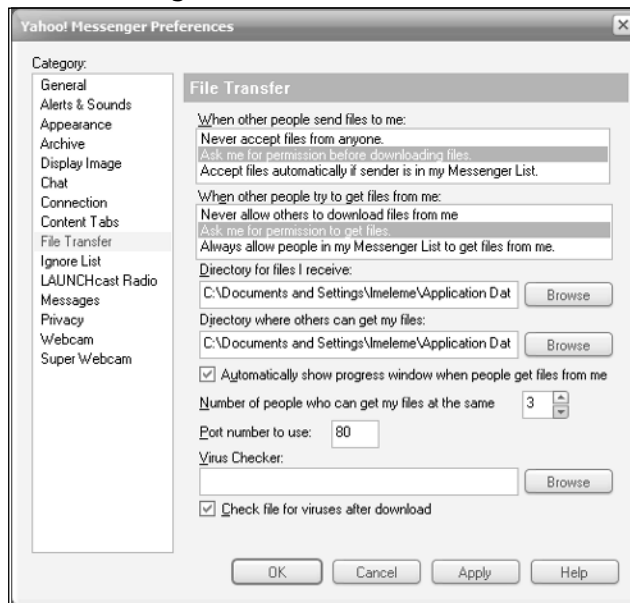 Yahoo! Messenger Preferences
Category:
General
Alerts & Sounds
Appearance
Archive
Display Image
Chat
Connection
Content Tabs
File Transfer
Ignore List
LAUNCHcast Radio
Messages
Privacy
Webcam
Super Webcam
File Transfer
When other people send files to me:
Never accept files from anyone.
Ask me for permission before downloading files.
Accept files automatically if sender is in my Messenger List.
When other people try to get files from me:
Never allow others to download files from me
Ask me for permission to get files.
Always allow people in my Messenger List to get files from me.
Directory for files I receive:
C:\Documents and Settings\lmeleme\Application Dat
Browse
Directory where others can get my files:
C:\Documents and Settings\lmeleme\Application Dat
Browse
Automatically show progress window when people get files from me
Number of people who can get my files at the same
3
Port number to use:
80
Virus Checker:
Browse
Check file for viruses after download
OK
Cancel
Apply
Help